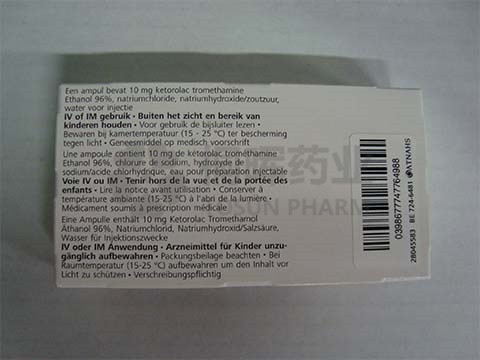 Een ampul bevat 10 mg ketorolac tromethamine
Ethanol 96%, natriumchloride, natriumhydroxide/zoutzuur,
water voor injectie
IV of IM gebruik • Buiten het zicht en bereik van
kinderen houden • Voor gebruik de bijsluiter lezen •
Bewaren bij kamertemperatuur (15 - 25 °C) ter bescherming
tegen licht • Geneesmiddel op medisch voorschrift
Une ampoule contient 10 mg de kétorolac trométhamine
Ethanol 96%, chlorure de sodium, hydroxyde de
sodium/acide chlorhydrique, eau pour préparation injectable
Voie IV ou IM • Tenir hors de la vue et de la portée des
enfants • Lire la notice avant utilisation • Conserver à
température ambiante (15-25 °C) à l'abri de la lumière •
Médicament soumis à prescription médicale
Eine Ampulle enthält 10 mg Ketorolac Tromethamol
Äthanol 96%, Natriumchlorid, Natriumhydroxid/Salzsäure,
Wasser für Injektionszwecke
IV oder IM Anwendung • Arzneimittel für Kinder unzu-
gänglich aufbewahren • Packungsbeilage beachten • Bei
Raumtemperatur (15-25 °C) aufbewahren um den Inhalt vor
Licht zu schützen • Verschreibungspflichtig
03986777764988
28045583 BE 724-6481 ATNAHS
药业
OSUN PHARM